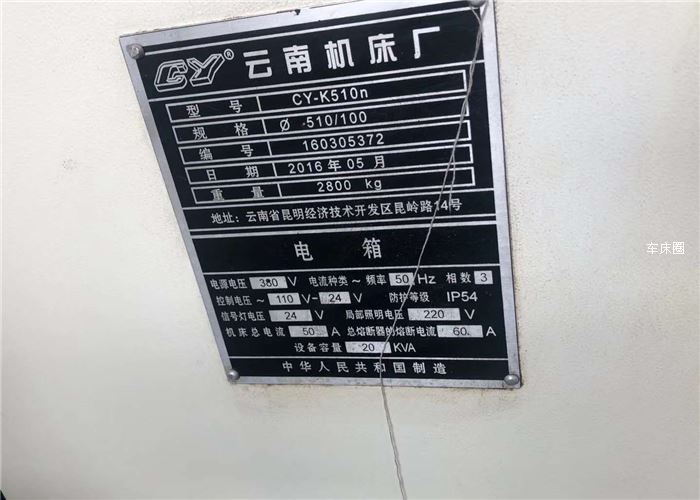 CY® 云南机床厂
型号 CY-K510n
规格 Ø 510/100
编号 160305372
日期 2016年05月
重量 2800 kg
地址: 云南省昆明经济技术开发区昆岭路14号
电箱
电源电压 380 V 电流种类 ~ 频率 50 Hz 相数 3
控制电压 ~ 110 V-24 V 防护等级 IP54
信号灯电压 24 V 局部照明电压 220 V
机床总电流 50 A 总熔断器的熔断电流 60 A
设备容量 20 KVA
中华人民共和国制造
车床圈